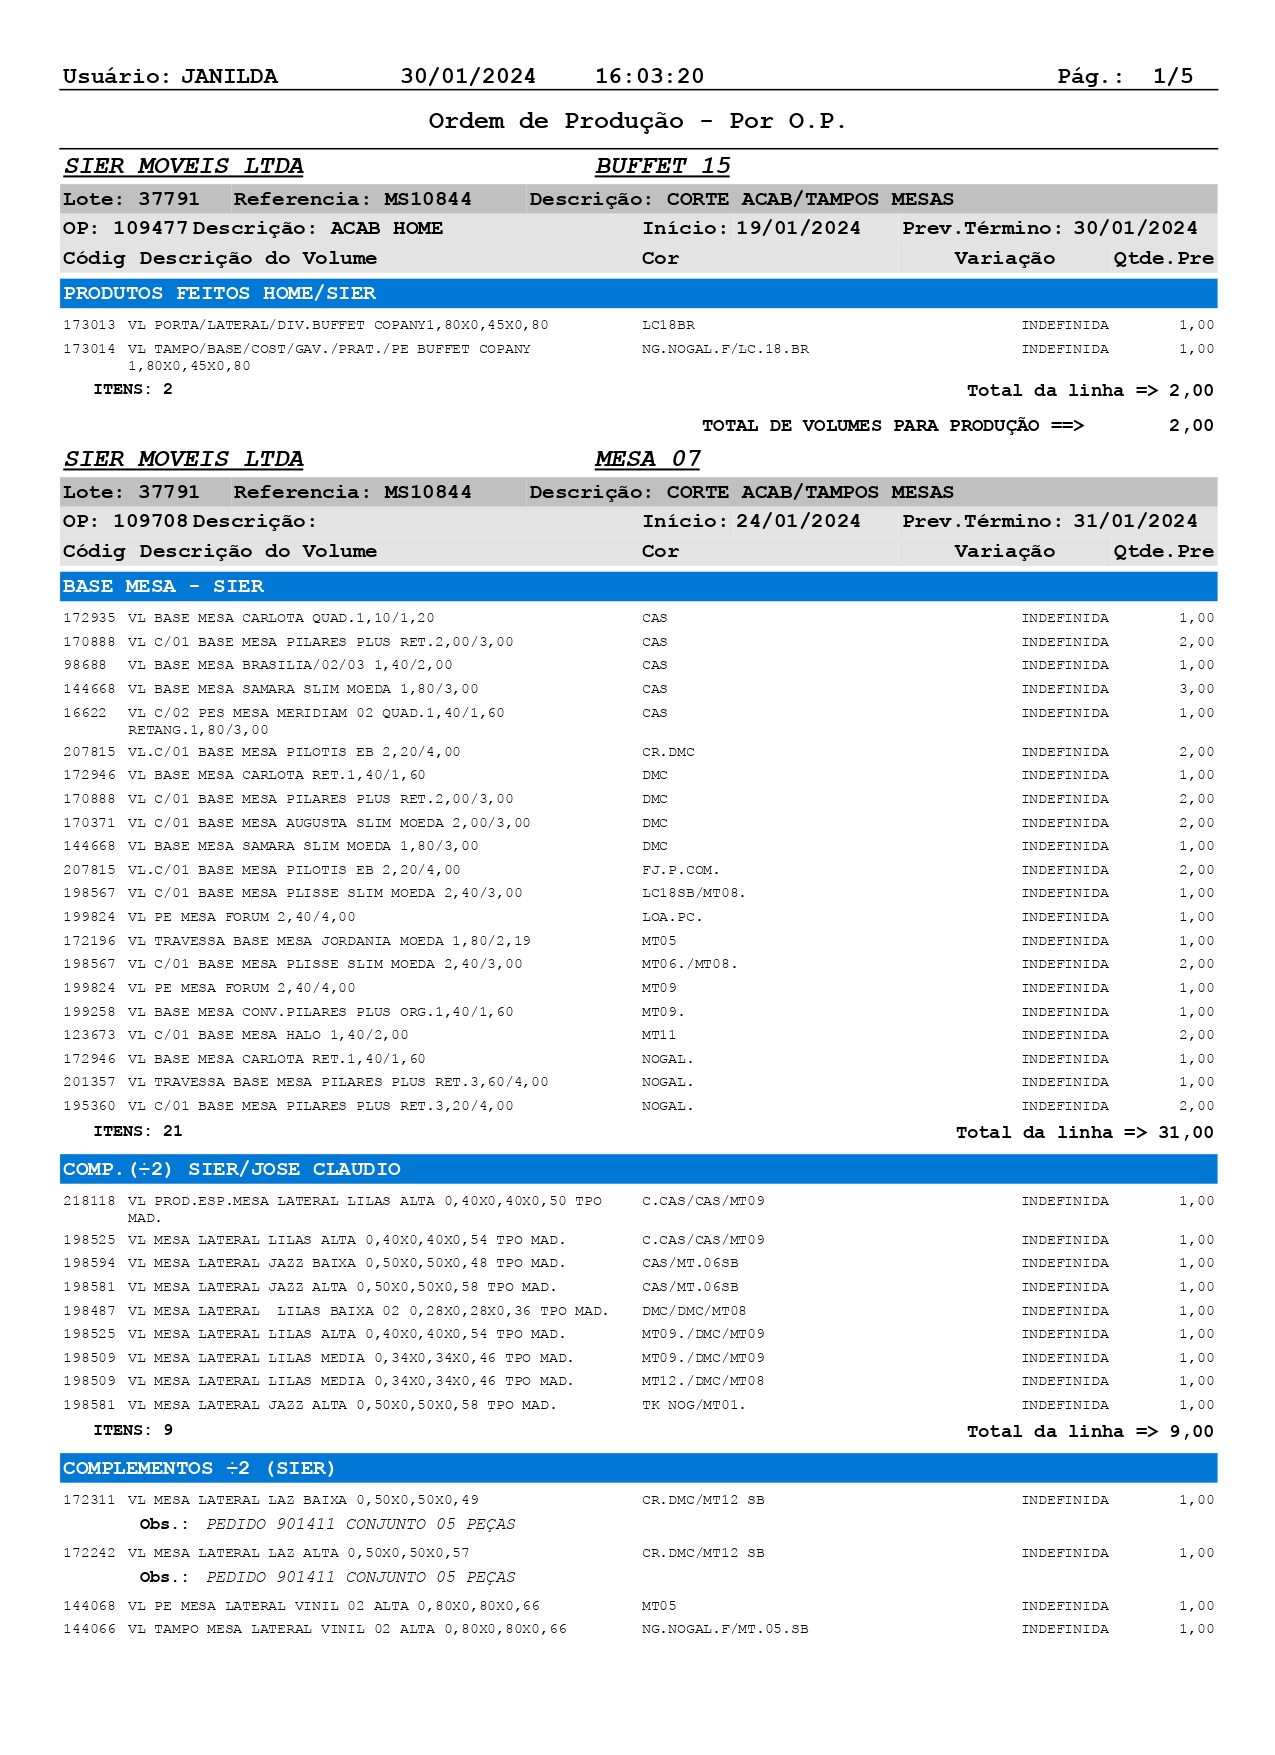 Usuário: JANILDA 30/01/2024 16:03:20 Pág.: 1/5
Ordem de Produção - Por O.P.
SIER MOVEIS LTDA BUFFET 15
Lote: 37791 Referencia: MS10844 Descrição: CORTE ACAB/TAMPOS MESAS
OP: 109477 Descrição: ACAB HOME Início: 19/01/2024 Prev.Término: 30/01/2024
Códig Descrição do Volume Cor Variação Qtde.Pre
PRODUTOS FEITOS HOME/SIER
173013 VL PORTA/LATERAL/DIV.BUFFET COPANY1,80X0,45X0,80 LC18BR INDEFINIDA 1,00
173014 VL TAMPO/BASE/COST/GAV./PRAT./PE BUFFET COPANY NG.NOGAL.F/LC.18.BR INDEFINIDA 1,00
1,80X0,45X0,80
ITENS: 2 Total da linha => 2,00
TOTAL DE VOLUMES PARA PRODUÇÃO ==> 2,00
SIER MOVEIS LTDA MESA 07
Lote: 37791 Referencia: MS10844 Descrição: CORTE ACAB/TAMPOS MESAS
OP: 109708 Descrição: Início: 24/01/2024 Prev.Término: 31/01/2024
Códig Descrição do Volume Cor Variação Qtde.Pre
BASE MESA - SIER
172935 VL BASE MESA CARLOTA QUAD.1,10/1,20 CAS INDEFINIDA 1,00
170888 VL C/01 BASE MESA PILARES PLUS RET.2,00/3,00 CAS INDEFINIDA 2,00
98688 VL BASE MESA BRASILIA/02/03 1,40/2,00 CAS INDEFINIDA 1,00
144668 VL BASE MESA SAMARA SLIM MOEDA 1,80/3,00 CAS INDEFINIDA 3,00
16622 VL C/02 PES MESA MERIDIAM 02 QUAD.1,40/1,60 CAS INDEFINIDA 1,00
RETANG.1,80/3,00
207815 VL.C/01 BASE MESA PILOTIS EB 2,20/4,00 CR.DMC INDEFINIDA 2,00
172946 VL BASE MESA CARLOTA RET.1,40/1,60 DMC INDEFINIDA 1,00
170888 VL C/01 BASE MESA PILARES PLUS RET.2,00/3,00 DMC INDEFINIDA 2,00
170371 VL C/01 BASE MESA AUGUSTA SLIM MOEDA 2,00/3,00 DMC INDEFINIDA 2,00
144668 VL BASE MESA SAMARA SLIM MOEDA 1,80/3,00 DMC INDEFINIDA 1,00
207815 VL.C/01 BASE MESA PILOTIS EB 2,20/4,00 FJ.P.COM. INDEFINIDA 2,00
198567 VL C/01 BASE MESA PLISSE SLIM MOEDA 2,40/3,00 LC18SB/MT08. INDEFINIDA 1,00
199824 VL PE MESA FORUM 2,40/4,00 LOA.PC. INDEFINIDA 1,00
172196 VL TRAVESSA BASE MESA JORDANIA MOEDA 1,80/2,19 MT05 INDEFINIDA 1,00
198567 VL C/01 BASE MESA PLISSE SLIM MOEDA 2,40/3,00 MT06./MT08. INDEFINIDA 2,00
199824 VL PE MESA FORUM 2,40/4,00 MT09 INDEFINIDA 1,00
199258 VL BASE MESA CONV.PILARES PLUS ORG.1,40/1,60 MT09. INDEFINIDA 1,00
123673 VL C/01 BASE MESA HALO 1,40/2,00 MT11 INDEFINIDA 2,00
172946 VL BASE MESA CARLOTA RET.1,40/1,60 NOGAL. INDEFINIDA 1,00
201357 VL TRAVESSA BASE MESA PILARES PLUS RET.3,60/4,00 NOGAL. INDEFINIDA 1,00
195360 VL C/01 BASE MESA PILARES PLUS RET.3,20/4,00 NOGAL. INDEFINIDA 2,00
ITENS: 21 Total da linha => 31,00
COMP.(÷2) SIER/JOSE CLAUDIO
218118 VL PROD.ESP.MESA LATERAL LILAS ALTA 0,40X0,40X0,50 TPO C.CAS/CAS/MT09 INDEFINIDA 1,00
MAD.
198525 VL MESA LATERAL LILAS ALTA 0,40X0,40X0,54 TPO MAD. C.CAS/CAS/MT09 INDEFINIDA 1,00
198594 VL MESA LATERAL JAZZ BAIXA 0,50X0,50X0,48 TPO MAD. CAS/MT.06SB INDEFINIDA 1,00
198581 VL MESA LATERAL JAZZ ALTA 0,50X0,50X0,58 TPO MAD. CAS/MT.06SB INDEFINIDA 1,00
198487 VL MESA LATERAL  LILAS BAIXA 02 0,28X0,28X0,36 TPO MAD. DMC/DMC/MT08 INDEFINIDA 1,00
198525 VL MESA LATERAL LILAS ALTA 0,40X0,40X0,54 TPO MAD. MT09./DMC/MT09 INDEFINIDA 1,00
198509 VL MESA LATERAL LILAS MEDIA 0,34X0,34X0,46 TPO MAD. MT09./DMC/MT09 INDEFINIDA 1,00
198509 VL MESA LATERAL LILAS MEDIA 0,34X0,34X0,46 TPO MAD. MT12./DMC/MT08 INDEFINIDA 1,00
198581 VL MESA LATERAL JAZZ ALTA 0,50X0,50X0,58 TPO MAD. TK NOG/MT01. INDEFINIDA 1,00
ITENS: 9 Total da linha => 9,00
COMPLEMENTOS ÷2 (SIER)
172311 VL MESA LATERAL LAZ BAIXA 0,50X0,50X0,49 CR.DMC/MT12 SB INDEFINIDA 1,00
Obs.: PEDIDO 901411 CONJUNTO 05 PEÇAS
172242 VL MESA LATERAL LAZ ALTA 0,50X0,50X0,57 CR.DMC/MT12 SB INDEFINIDA 1,00
Obs.: PEDIDO 901411 CONJUNTO 05 PEÇAS
144068 VL PE MESA LATERAL VINIL 02 ALTA 0,80X0,80X0,66 MT05 INDEFINIDA 1,00
144066 VL TAMPO MESA LATERAL VINIL 02 ALTA 0,80X0,80X0,66 NG.NOGAL.F/MT.05.SB INDEFINIDA 1,00